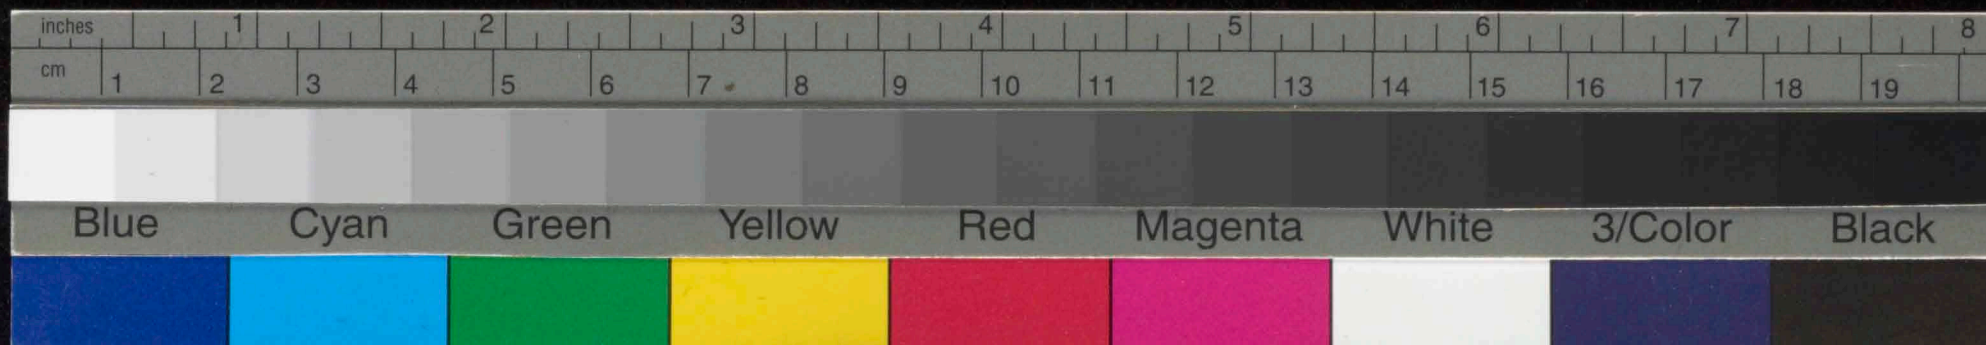 inches 1 2 3 4 5 6 7 8
cm 1 2 3 4 5 6 7 8 9 10 11 12 13 14 15 16 17 18 19
Blue Cyan Green Yellow Red Magenta White 3/Color Black